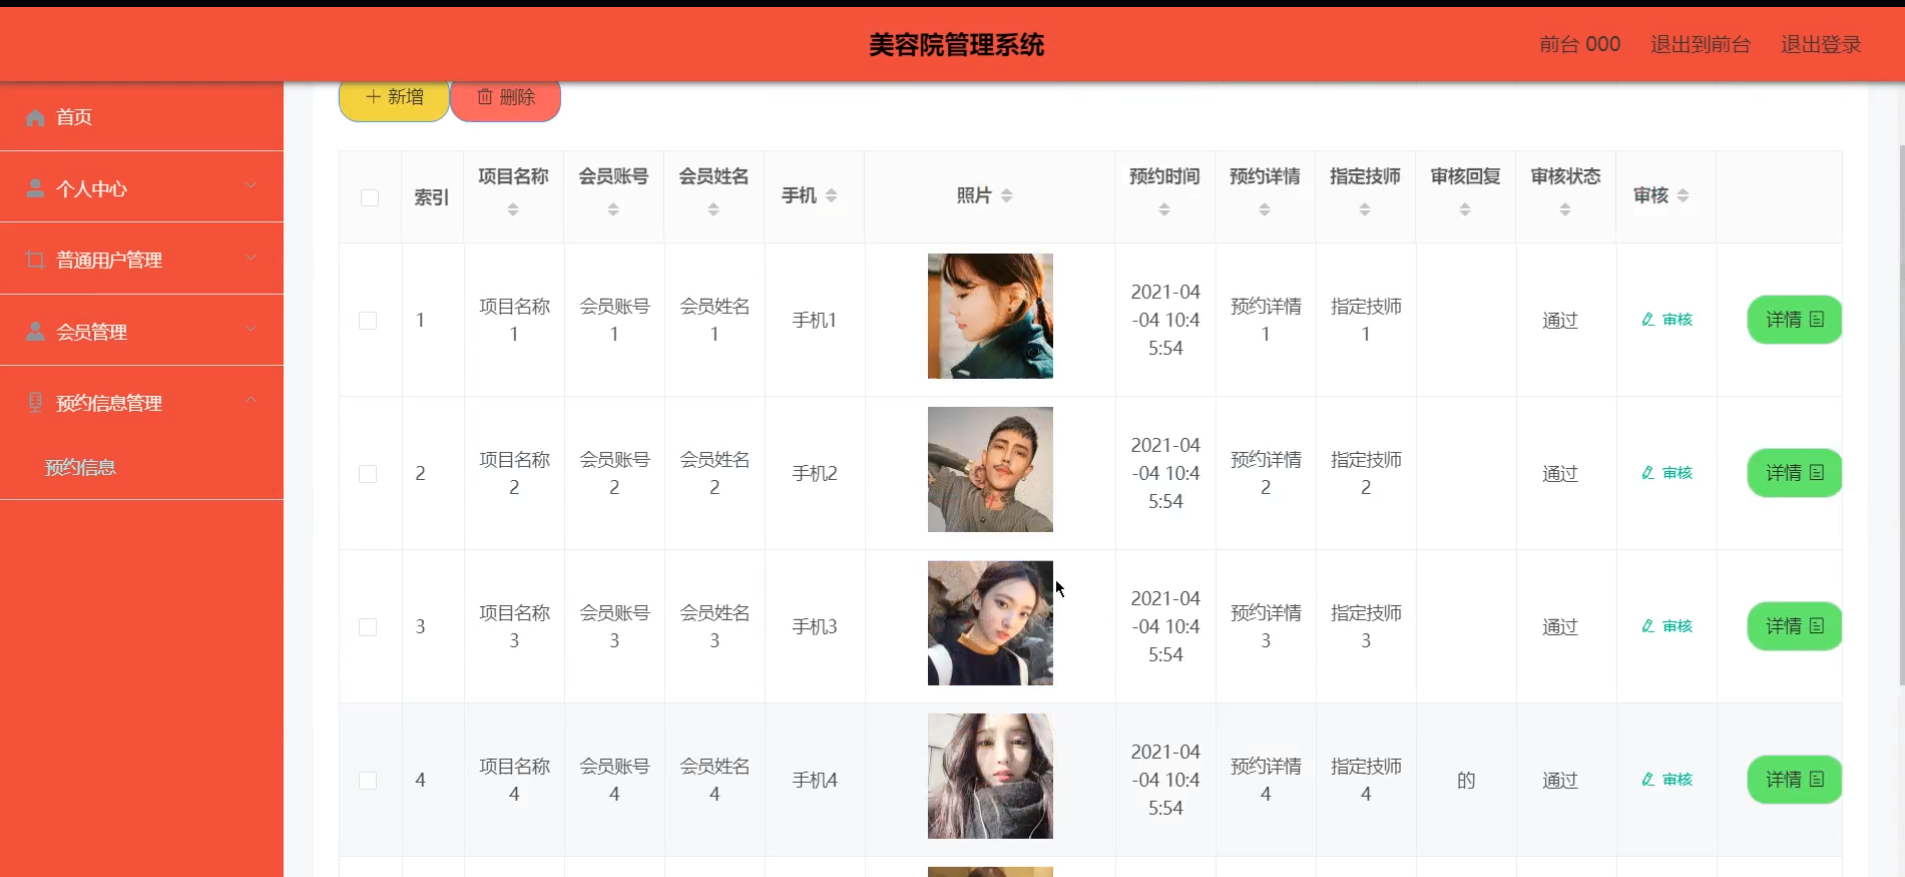 美容院管理系统
前台 000 退出到前台 退出登录
首页
个人中心
普通用户管理
会员管理
预约信息管理
预约信息
新增 删除
索引 项目名称 会员账号 会员姓名 手机 照片 预约时间 预约详情 指定技师 审核回复 审核状态 审核
1 项目名称1 会员账号1 会员姓名1 手机1 2021-04-04 10:45:54 预约详情1 指定技师1 通过 审核 详情
2 项目名称2 会员账号2 会员姓名2 手机2 2021-04-04 10:45:54 预约详情2 指定技师2 通过 审核 详情
3 项目名称3 会员账号3 会员姓名3 手机3 2021-04-04 10:45:54 预约详情3 指定技师3 通过 审核 详情
4 项目名称4 会员账号4 会员姓名4 手机4 2021-04-04 10:45:54 预约详情4 指定技师4 的 通过 审核 详情